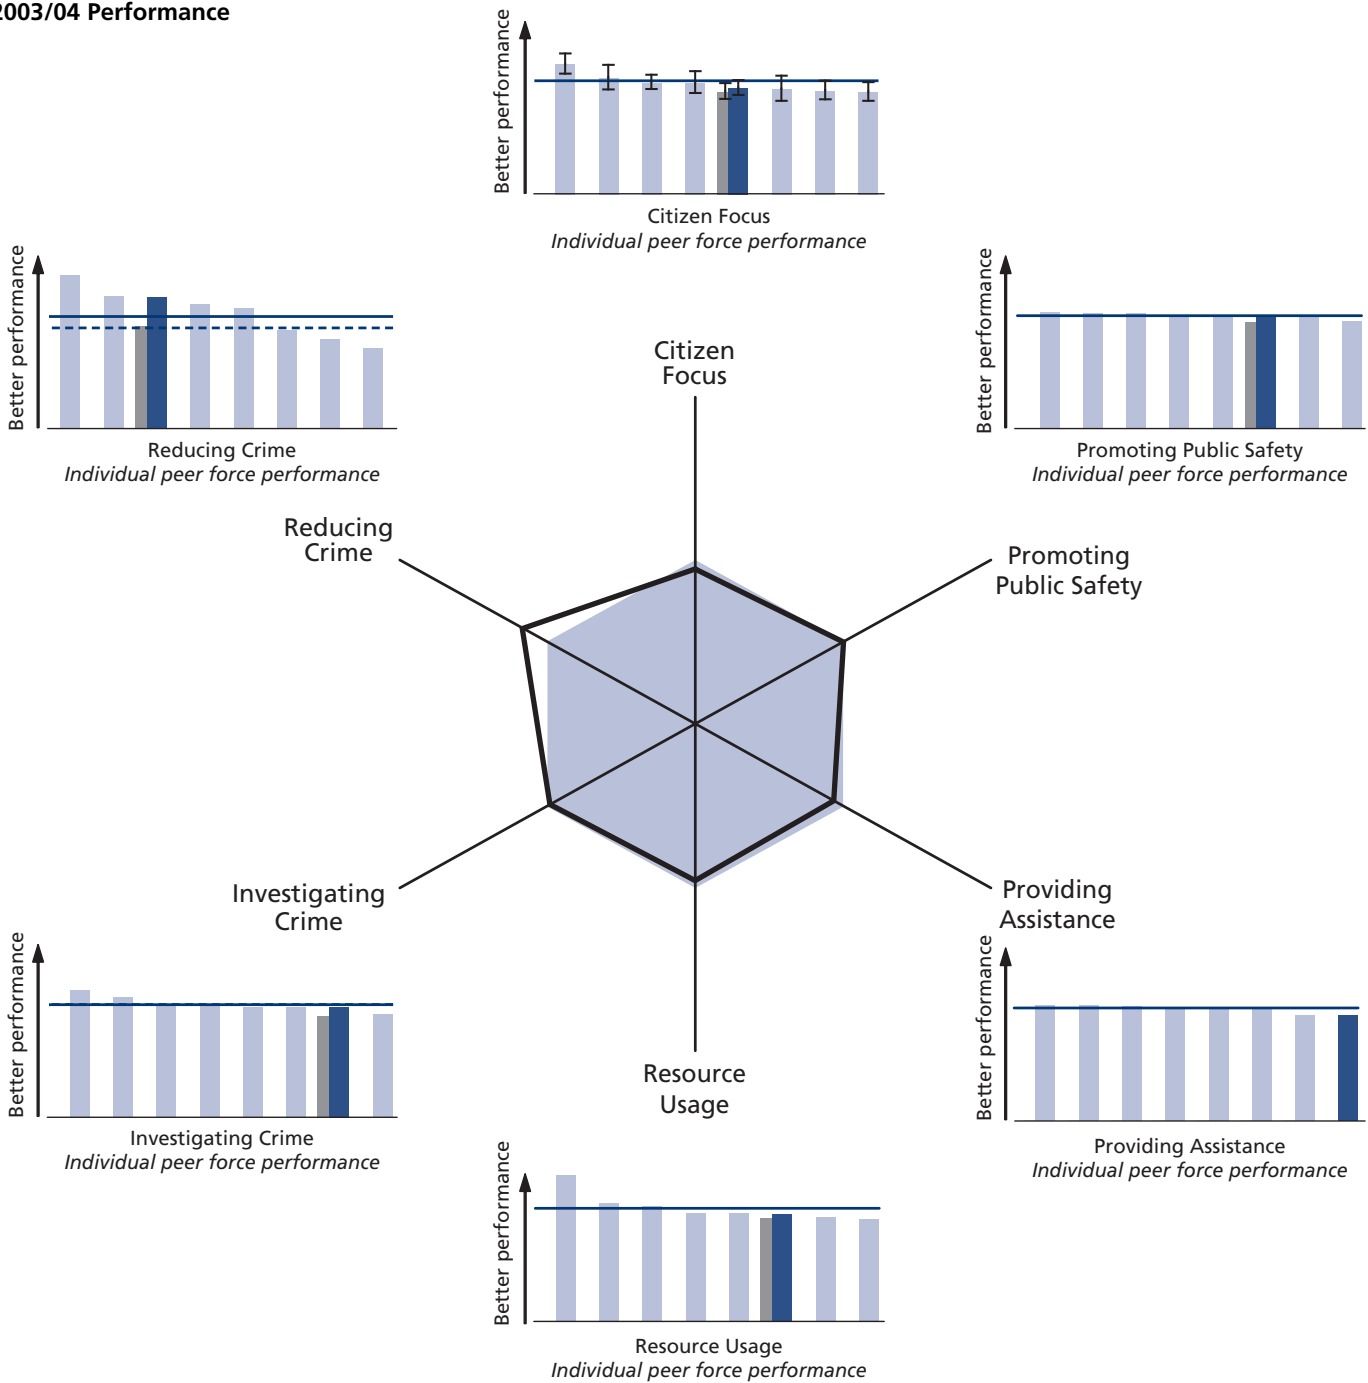 2003/04 Performance
Better performance
Citizen Focus
Individual peer force performance
Better performance
Reducing Crime
Individual peer force performance
Better performance
Promoting Public Safety
Individual peer force performance
Citizen
Focus
Reducing
Crime
Promoting
Public Safety
Investigating
Crime
Providing
Assistance
Resource
Usage
Better performance
Investigating Crime
Individual peer force performance
Better performance
Providing Assistance
Individual peer force performance
Better performance
Resource Usage
Individual peer force performance